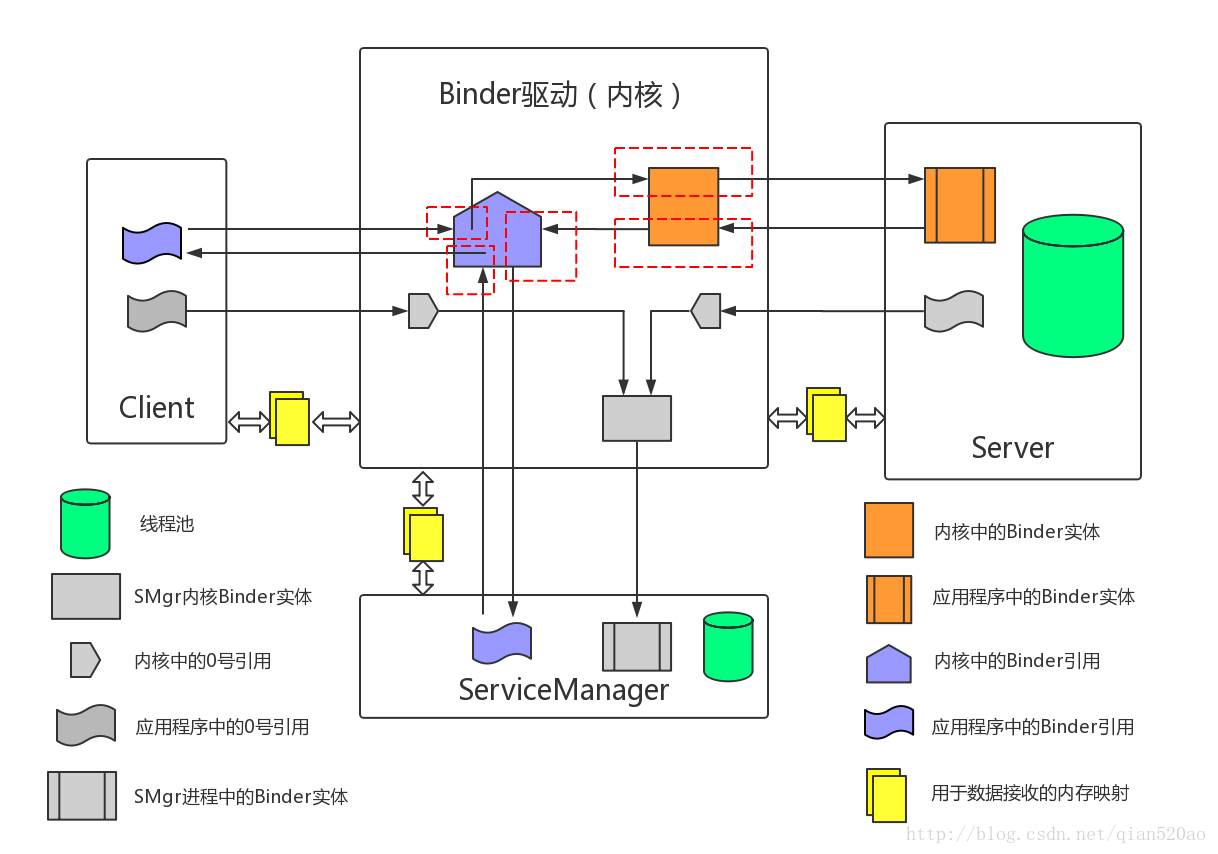 Binder驱动（内核）
Client
Server
ServiceManager
线程池
SMgr内核Binder实体
内核中的0号引用
应用程序中的0号引用
SMgr进程中的Binder实体
内核中的Binder实体
应用程序中的Binder实体
内核中的Binder引用
应用程序中的Binder引用
用于数据接收的内存映射
http://blog.csdn.net/qian520ao